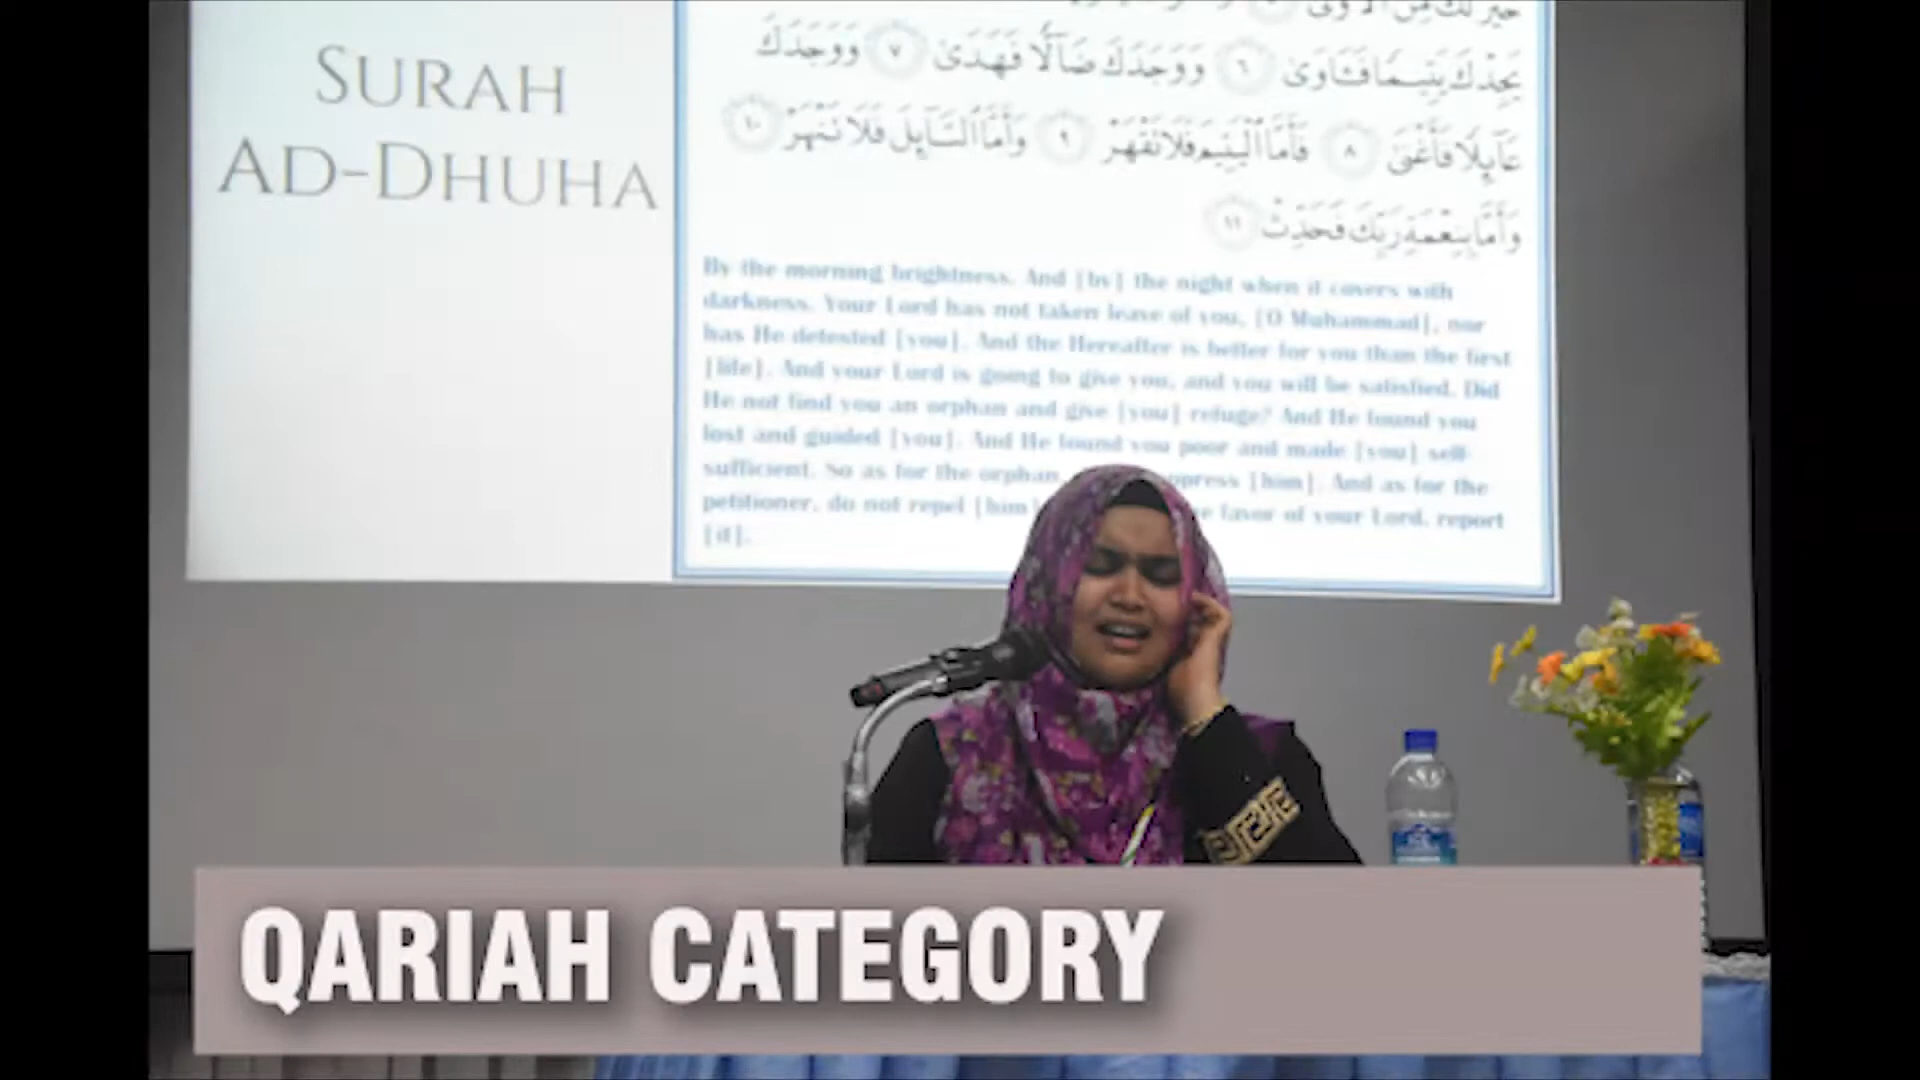 SURAH
AD-DHUHA
يَجِدْكَ يَتِيمًا فَـَٔاوَىٰ ٦ وَوَجَدَكَ ضَآلًّا فَهَدَىٰ ٧ وَوَجَدَكَ
عَآئِلًا فَأَغْنَىٰ ٨ فَأَمَّا ٱلْيَتِيمَ فَلَا تَقْهَرْ ٩ وَأَمَّا ٱلسَّآئِلَ فَلَا تَنْهَرْ ١٠
وَأَمَّا بِنِعْمَةِ رَبِّكَ فَحَدِّثْ ١١
By the morning brightness. And [by] the night when it covers with
darkness. Your Lord has not taken leave of you, [O Muhammad], nor
has He detested [you]. And the Hereafter is better for you than the first
[life]. And your Lord is going to give you, and you will be satisfied. Did
He not find you an orphan and give [you] refuge? And He found you
lost and guided [you]. And He found you poor and made [you] self-
sufficient. So as for the orphan, [him]. And as for the
petitioner, do not repel [him] favor of your Lord, report
[it].
QARIAH CATEGORY